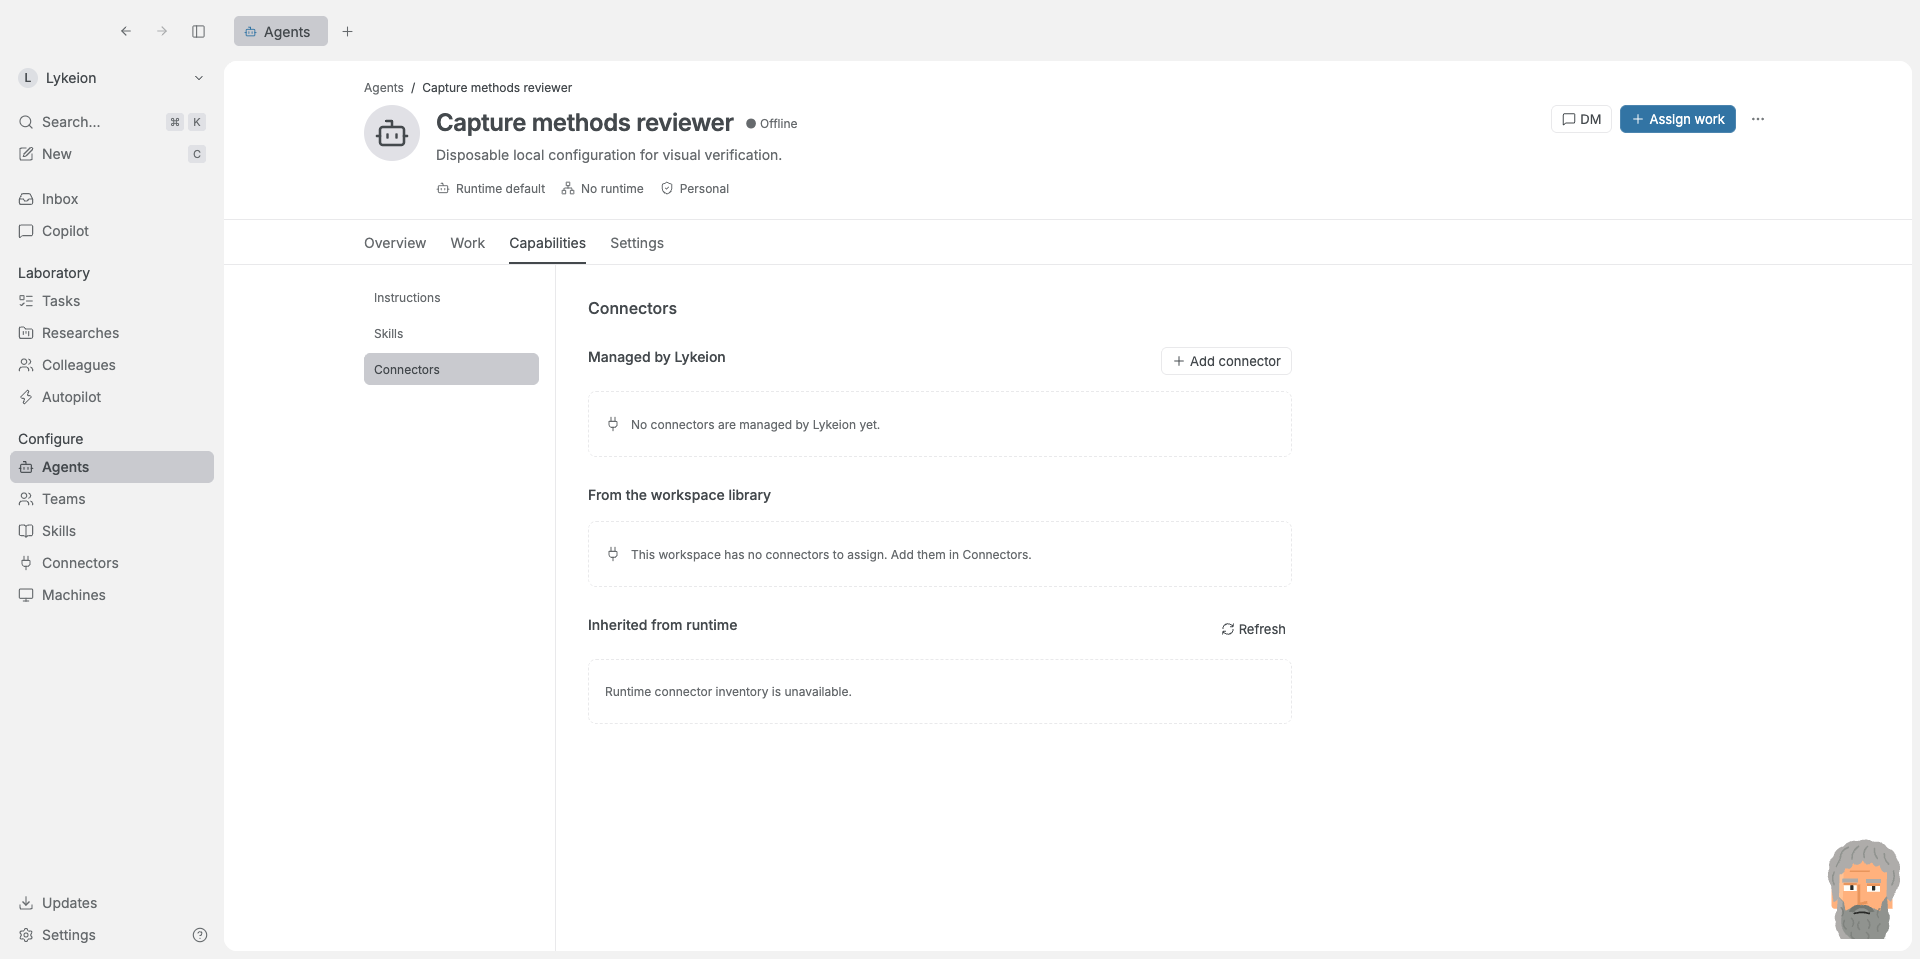 Agents
L Lykeion
Search... ⌘ K
New C
Inbox
Copilot
Laboratory
Tasks
Researches
Colleagues
Autopilot
Configure
Agents
Teams
Skills
Connectors
Machines
Updates
Settings
Agents / Capture methods reviewer
Capture methods reviewer Offline
Disposable local configuration for visual verification.
Runtime default No runtime Personal
DM + Assign work
Overview Work Capabilities Settings
Instructions
Skills
Connectors
Connectors
Managed by Lykeion
+ Add connector
No connectors are managed by Lykeion yet.
From the workspace library
This workspace has no connectors to assign. Add them in Connectors.
Inherited from runtime
Refresh
Runtime connector inventory is unavailable.